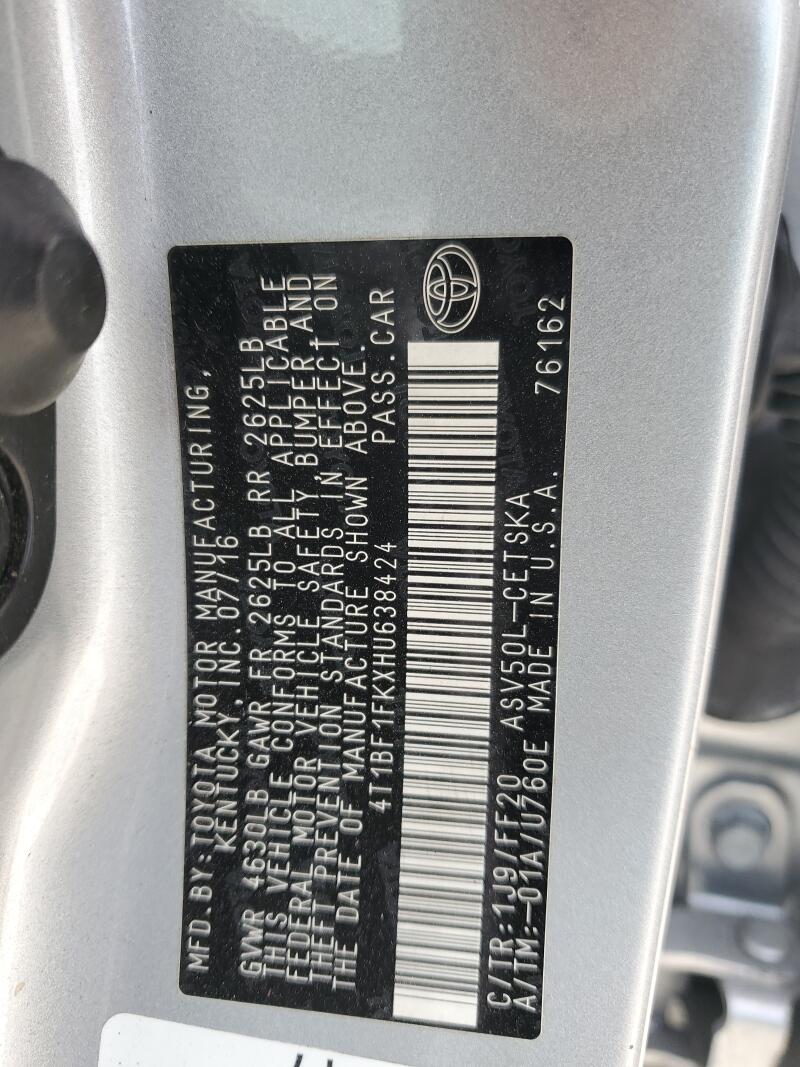 MFD.BY:TOYOTA MOTOR MANUFACTURING,
KENTUCKY, INC. 07/16
GVWR 4630LB GAWR FR 2625LB RR 2625LB
THIS VEHICLE CONFORMS TO ALL APPLICABLE
FEDERAL MOTOR VEHICLE SAFETY, BUMPER, AND
THEFT PREVENTION STANDARDS IN EFFECT ON
THE DATE OF MANUFACTURE SHOWN ABOVE.
4T1BF1FKXHU638424 PASS.CAR
C/TR:1J9/FF20 ASV50L-CETSKA
A/TM:-01A/U760E MADE IN U.S.A. 76162